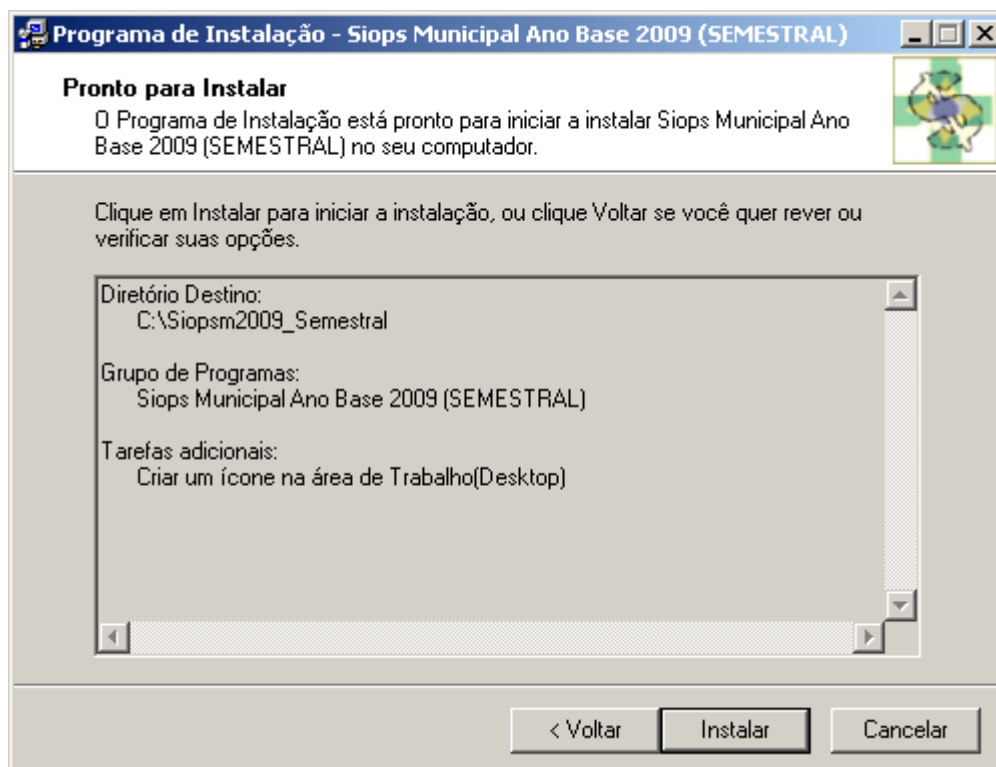 Programa de Instalação - Siops Municipal Ano Base 2009 (SEMESTRAL)
Pronto para Instalar
O Programa de Instalação está pronto para iniciar a instalar Siops Municipal Ano
Base 2009 (SEMESTRAL) no seu computador.
Clique em Instalar para iniciar a instalação, ou clique Voltar se você quer rever ou
verificar suas opções.
Diretório Destino:
C:\Siopsm2009_Semestral
Grupo de Programas:
Siops Municipal Ano Base 2009 (SEMESTRAL)
Tarefas adicionais:
Criar um ícone na área de Trabalho(Desktop)
< Voltar
Instalar
Cancelar